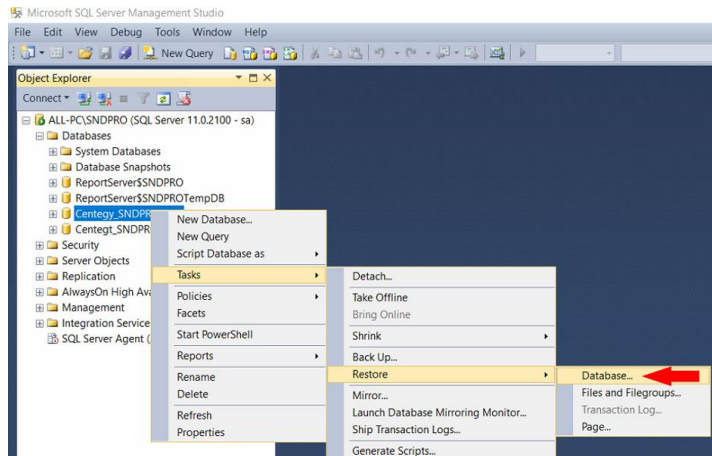 Microsoft SQL Server Management Studio
File Edit View Debug Tools Window Help
New Query
Object Explorer
Connect
ALL-PC\SNDPRO (SQL Server 11.0.2100 - sa)
Databases
System Databases
Database Snapshots
ReportServer$SNDPRO
ReportServer$SNDPROTempDB
Centegy_SNDPR
Centegt_SNDPR
Security
Server Objects
Replication
AlwaysOn High Ava
Management
Integration Service
SQL Server Agent (
New Database...
New Query
Script Database as
Tasks
Policies
Facets
Start PowerShell
Reports
Rename
Delete
Refresh
Properties
Detach...
Take Offline
Bring Online
Shrink
Back Up...
Restore
Mirror...
Launch Database Mirroring Monitor...
Ship Transaction Logs...
Generate Scripts...
Database...
Files and Filegroups...
Transaction Log...
Page...